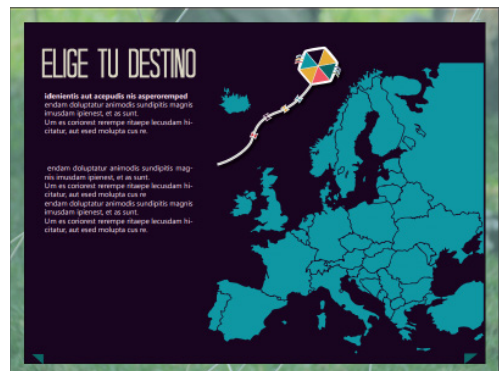 ELIGE TU DESTINO
idenientis aut acepudis nis asperoremped
endam doluptatur animodis sundipitis magnis
imusdam ipienest, et as sunt.
Um es coriorest rerempe ritaepe lecusdam hi-
citatur, aut esed molupta cus re.
endam doluptatur animodis sundipitis mag-
nis imusdam ipienest, et as sunt.
Um es coriorest rerempe ritaepe lecusdam hi-
citatur, aut esed molupta cus re
endam doluptatur animodis sundipitis magnis
imusdam ipienest, et as sunt.
Um es coriorest rerempe ritaepe lecusdam hi-
citatur, aut esed molupta cus re.